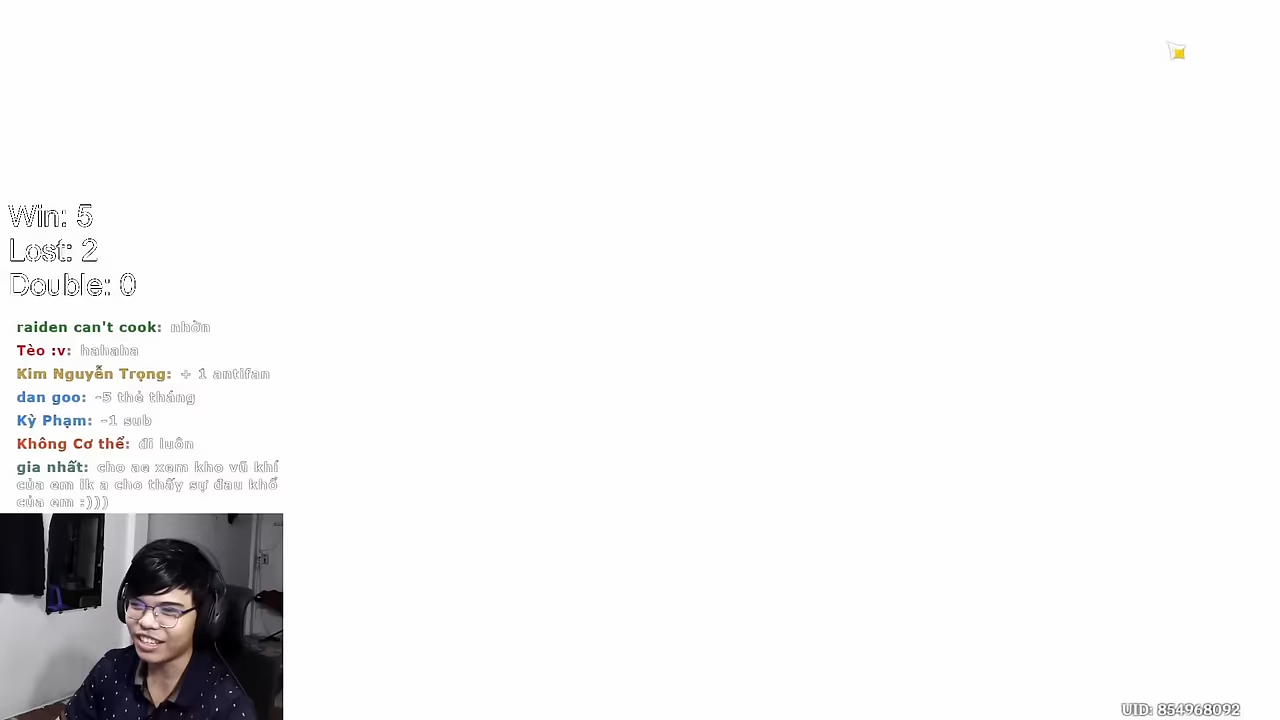 Win: 5
Lost: 2
Double: 0
raiden can't cook: nhờn
Tèo :v: hahaha
Kim Nguyễn Trọng: + 1 antifan
dan goo: -5 thẻ tháng
Kỳ Phạm: -1 sub
Không Cơ thể: đi luôn
gia nhất: cho ae xem kho vũ khí
của em ik a cho thấy sự đau khổ
của em :)))
UID: 854968092